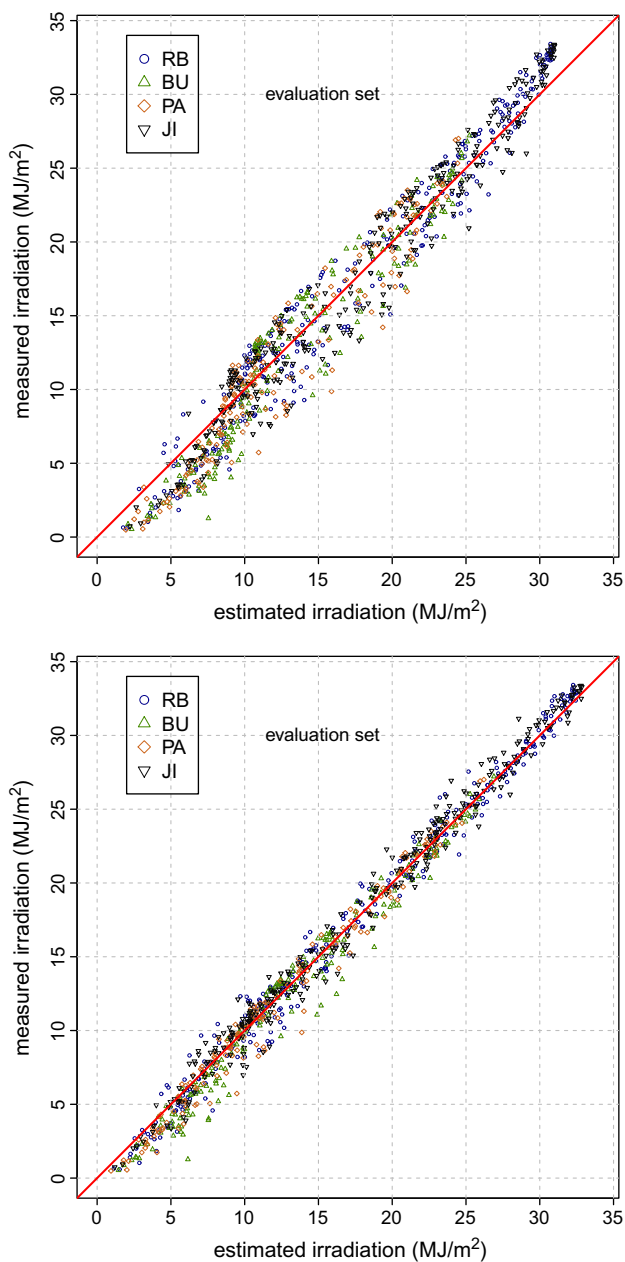 35
30
25
20
15
10
5
0
measured irradiation (MJ/m²)
RB
BU
PA
JI
evaluation set
0 5 10 15 20 25 30 35
estimated irradiation (MJ/m²)
35
30
25
20
15
10
5
0
measured irradiation (MJ/m²)
RB
BU
PA
JI
evaluation set
0 5 10 15 20 25 30 35
estimated irradiation (MJ/m²)